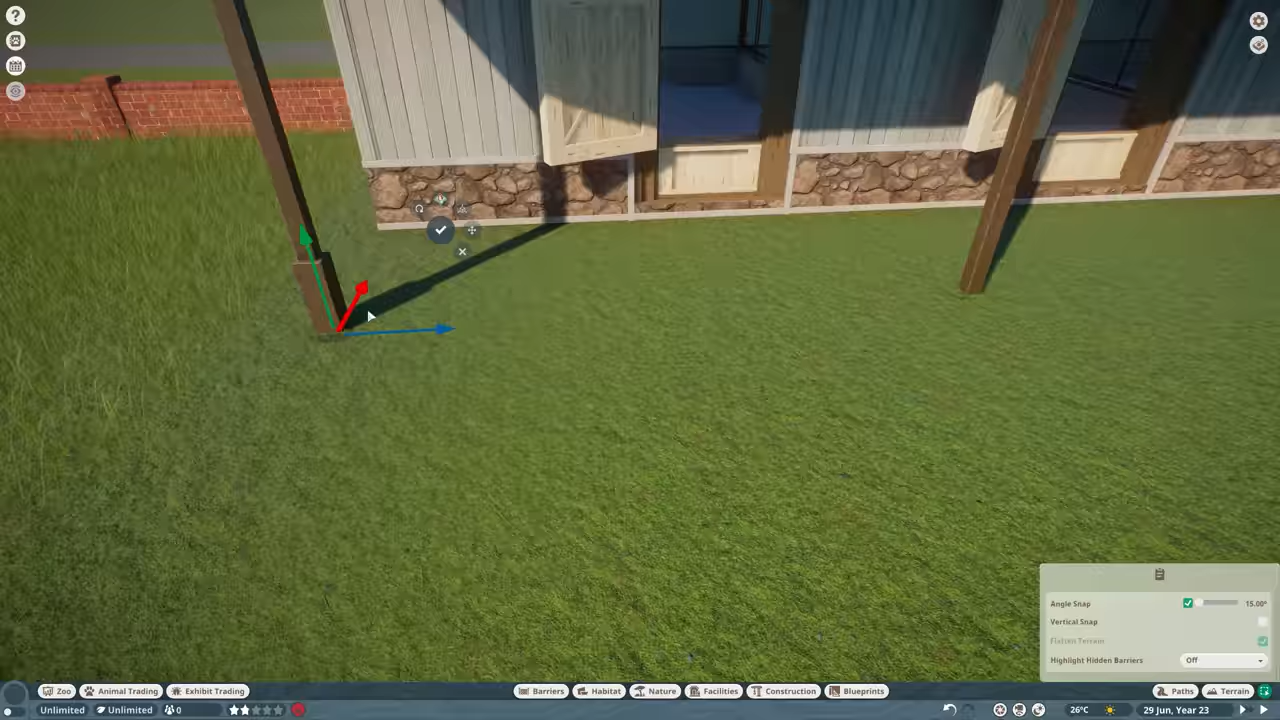 ?
Angle Snap 15.00°
Vertical Snap
Flatten Terrain
Highlight Hidden Barriers Off
Zoo Animal Trading Exhibit Trading Barriers Habitat Nature Facilities Construction Blueprints Paths Terrain
Unlimited Unlimited 0 26°C 29 Jun, Year 23